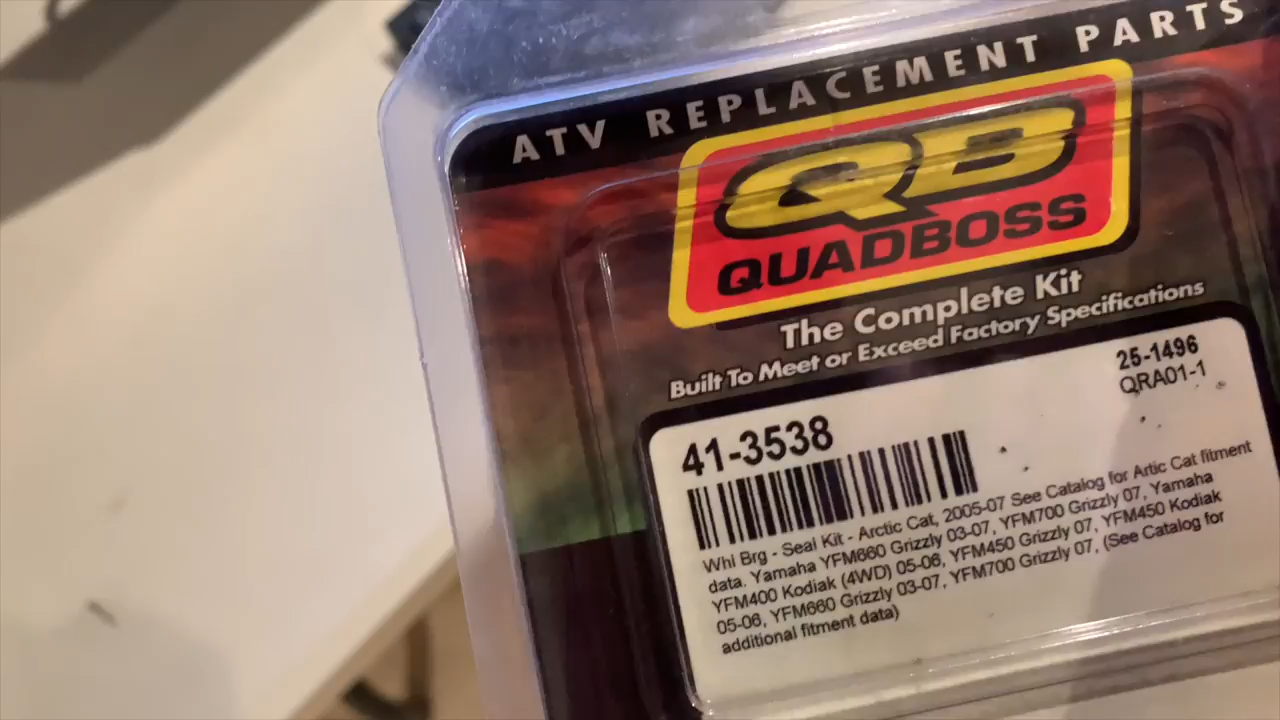 ATV REPLACEMENT PARTS
QB
QUADBOSS
The Complete Kit
Built To Meet or Exceed Factory Specifications
25-1496
QRA01-1
41-3538
Whl Brg - Seal Kit - Arctic Cat, 2005-07 See Catalog for Artic Cat fitment
data. Yamaha YFM660 Grizzly 03-07, YFM700 Grizzly 07, Yamaha
YFM400 Kodiak (4WD) 05-06, YFM450 Grizzly 07, YFM450 Kodiak
05-06, YFM660 Grizzly 03-07, YFM700 Grizzly 07, (See Catalog for
additional fitment data)